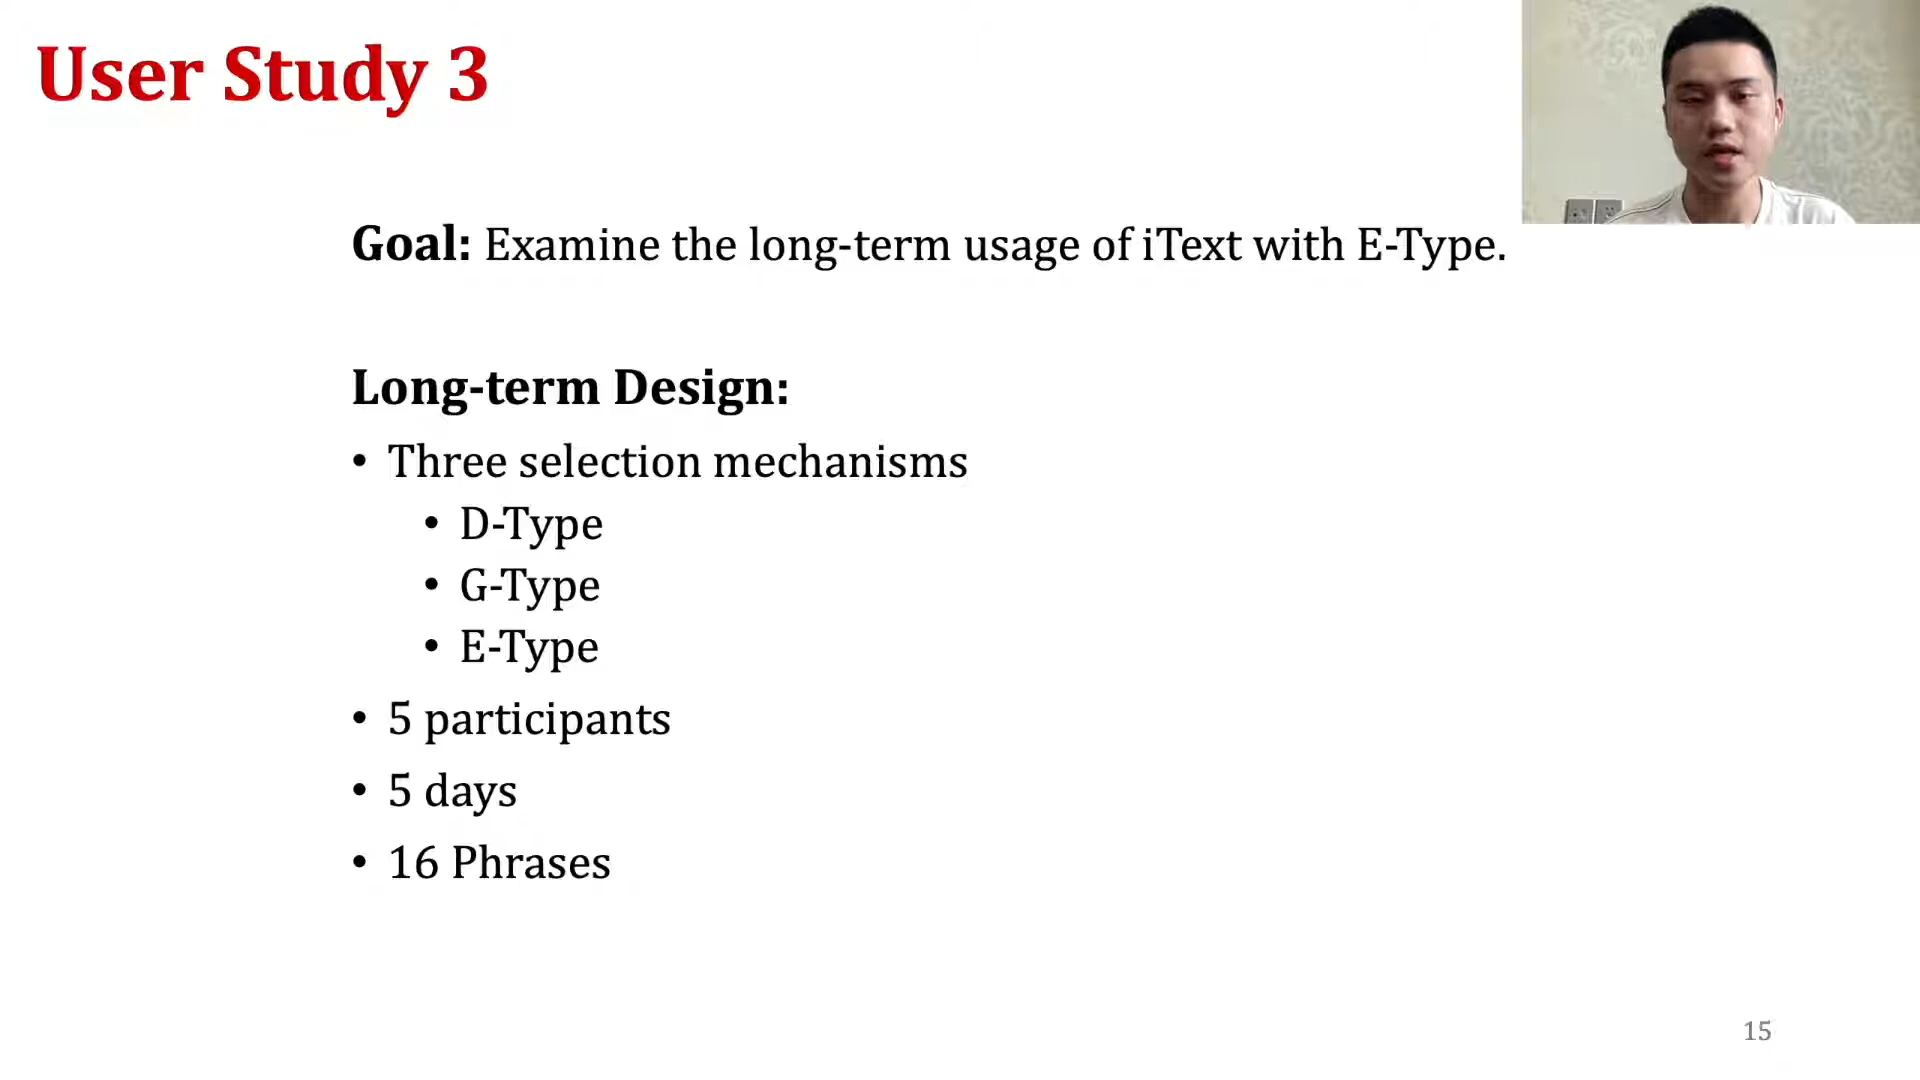 User Study 3
Goal: Examine the long-term usage of iText with E-Type.
Long-term Design:
• Three selection mechanisms
• D-Type
• G-Type
• E-Type
• 5 participants
• 5 days
• 16 Phrases
15